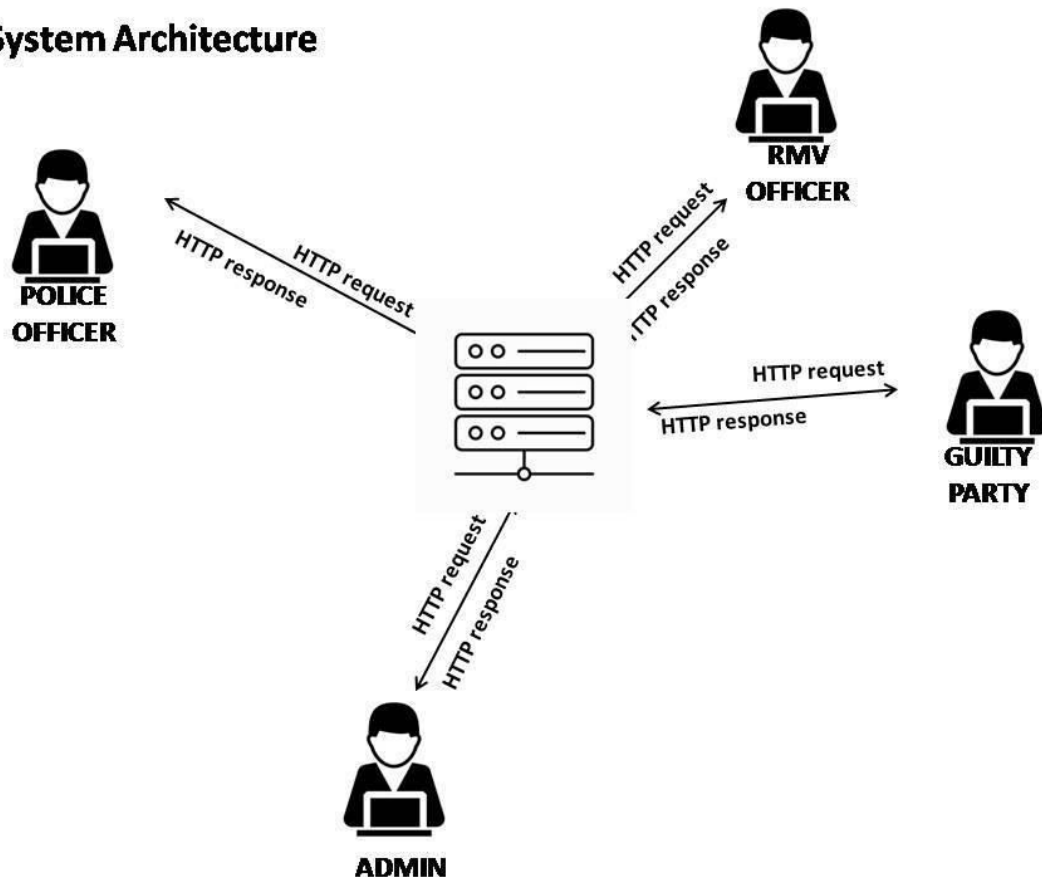 System Architecture
RMV
OFFICER
HTTP request
HTTP response
POLICE
OFFICER
HTTP request
HTTP response
HTTP request
HTTP response
GUILTY
PARTY
HTTP request
HTTP response
ADMIN